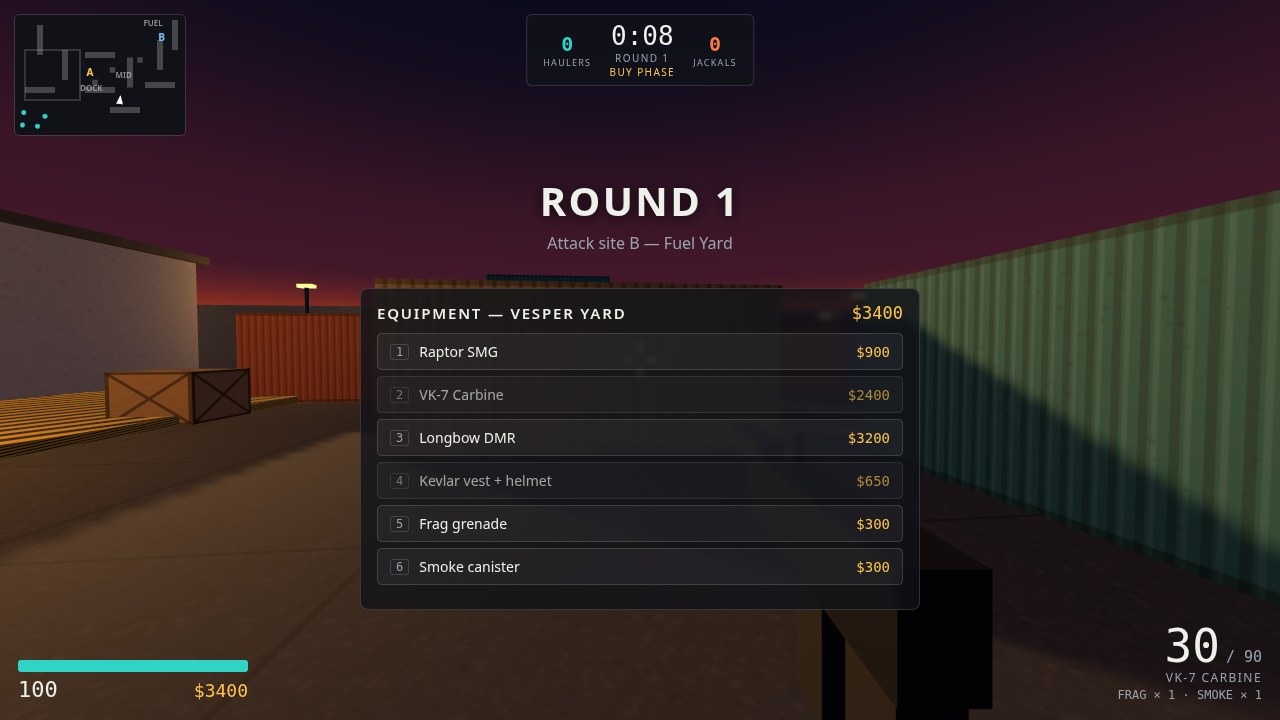 FUEL
B
A
MID
DOCK
0
HAULERS
0:08
ROUND 1
BUY PHASE
0
JACKALS
ROUND 1
Attack site B — Fuel Yard
EQUIPMENT — VESPER YARD $3400
1 Raptor SMG $900
2 VK-7 Carbine $2400
3 Longbow DMR $3200
4 Kevlar vest + helmet $650
5 Frag grenade $300
6 Smoke canister $300
100 $3400
30 / 90
VK-7 CARBINE
FRAG × 1 · SMOKE × 1